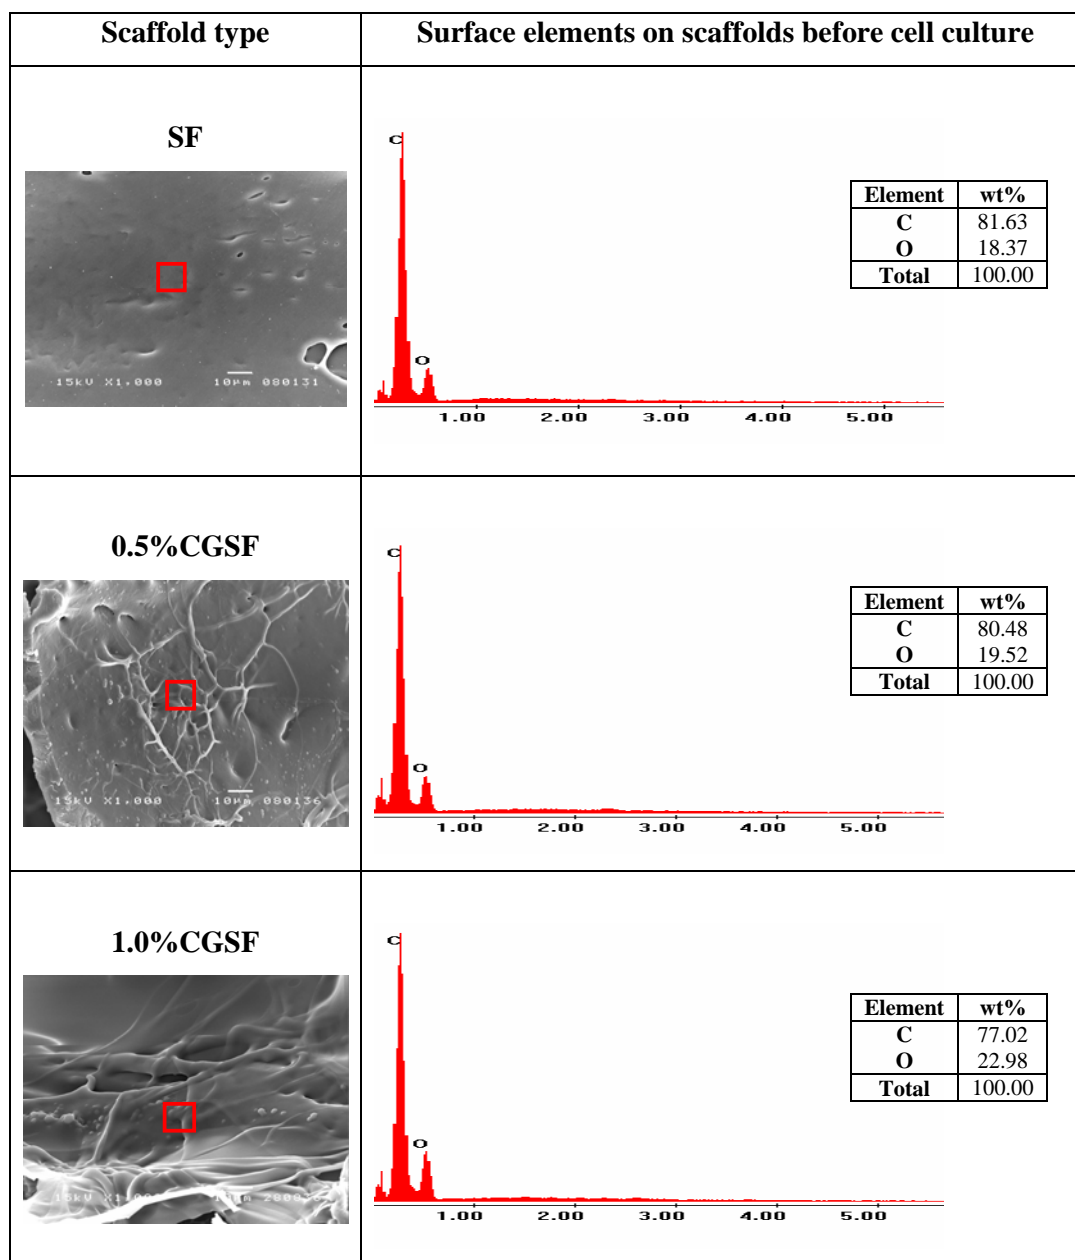 Scaffold type
Surface elements on scaffolds before cell culture
SF
15kV X1,000 10µm 080131
C
O
1.00 2.00 3.00 4.00 5.00
Element wt%
C 81.63
O 18.37
Total 100.00
0.5%CGSF
15kV X1,000 10µm 080136
C
O
1.00 2.00 3.00 4.00 5.00
Element wt%
C 80.48
O 19.52
Total 100.00
1.0%CGSF
15kV 10µm
C
O
1.00 2.00 3.00 4.00 5.00
Element wt%
C 77.02
O 22.98
Total 100.00